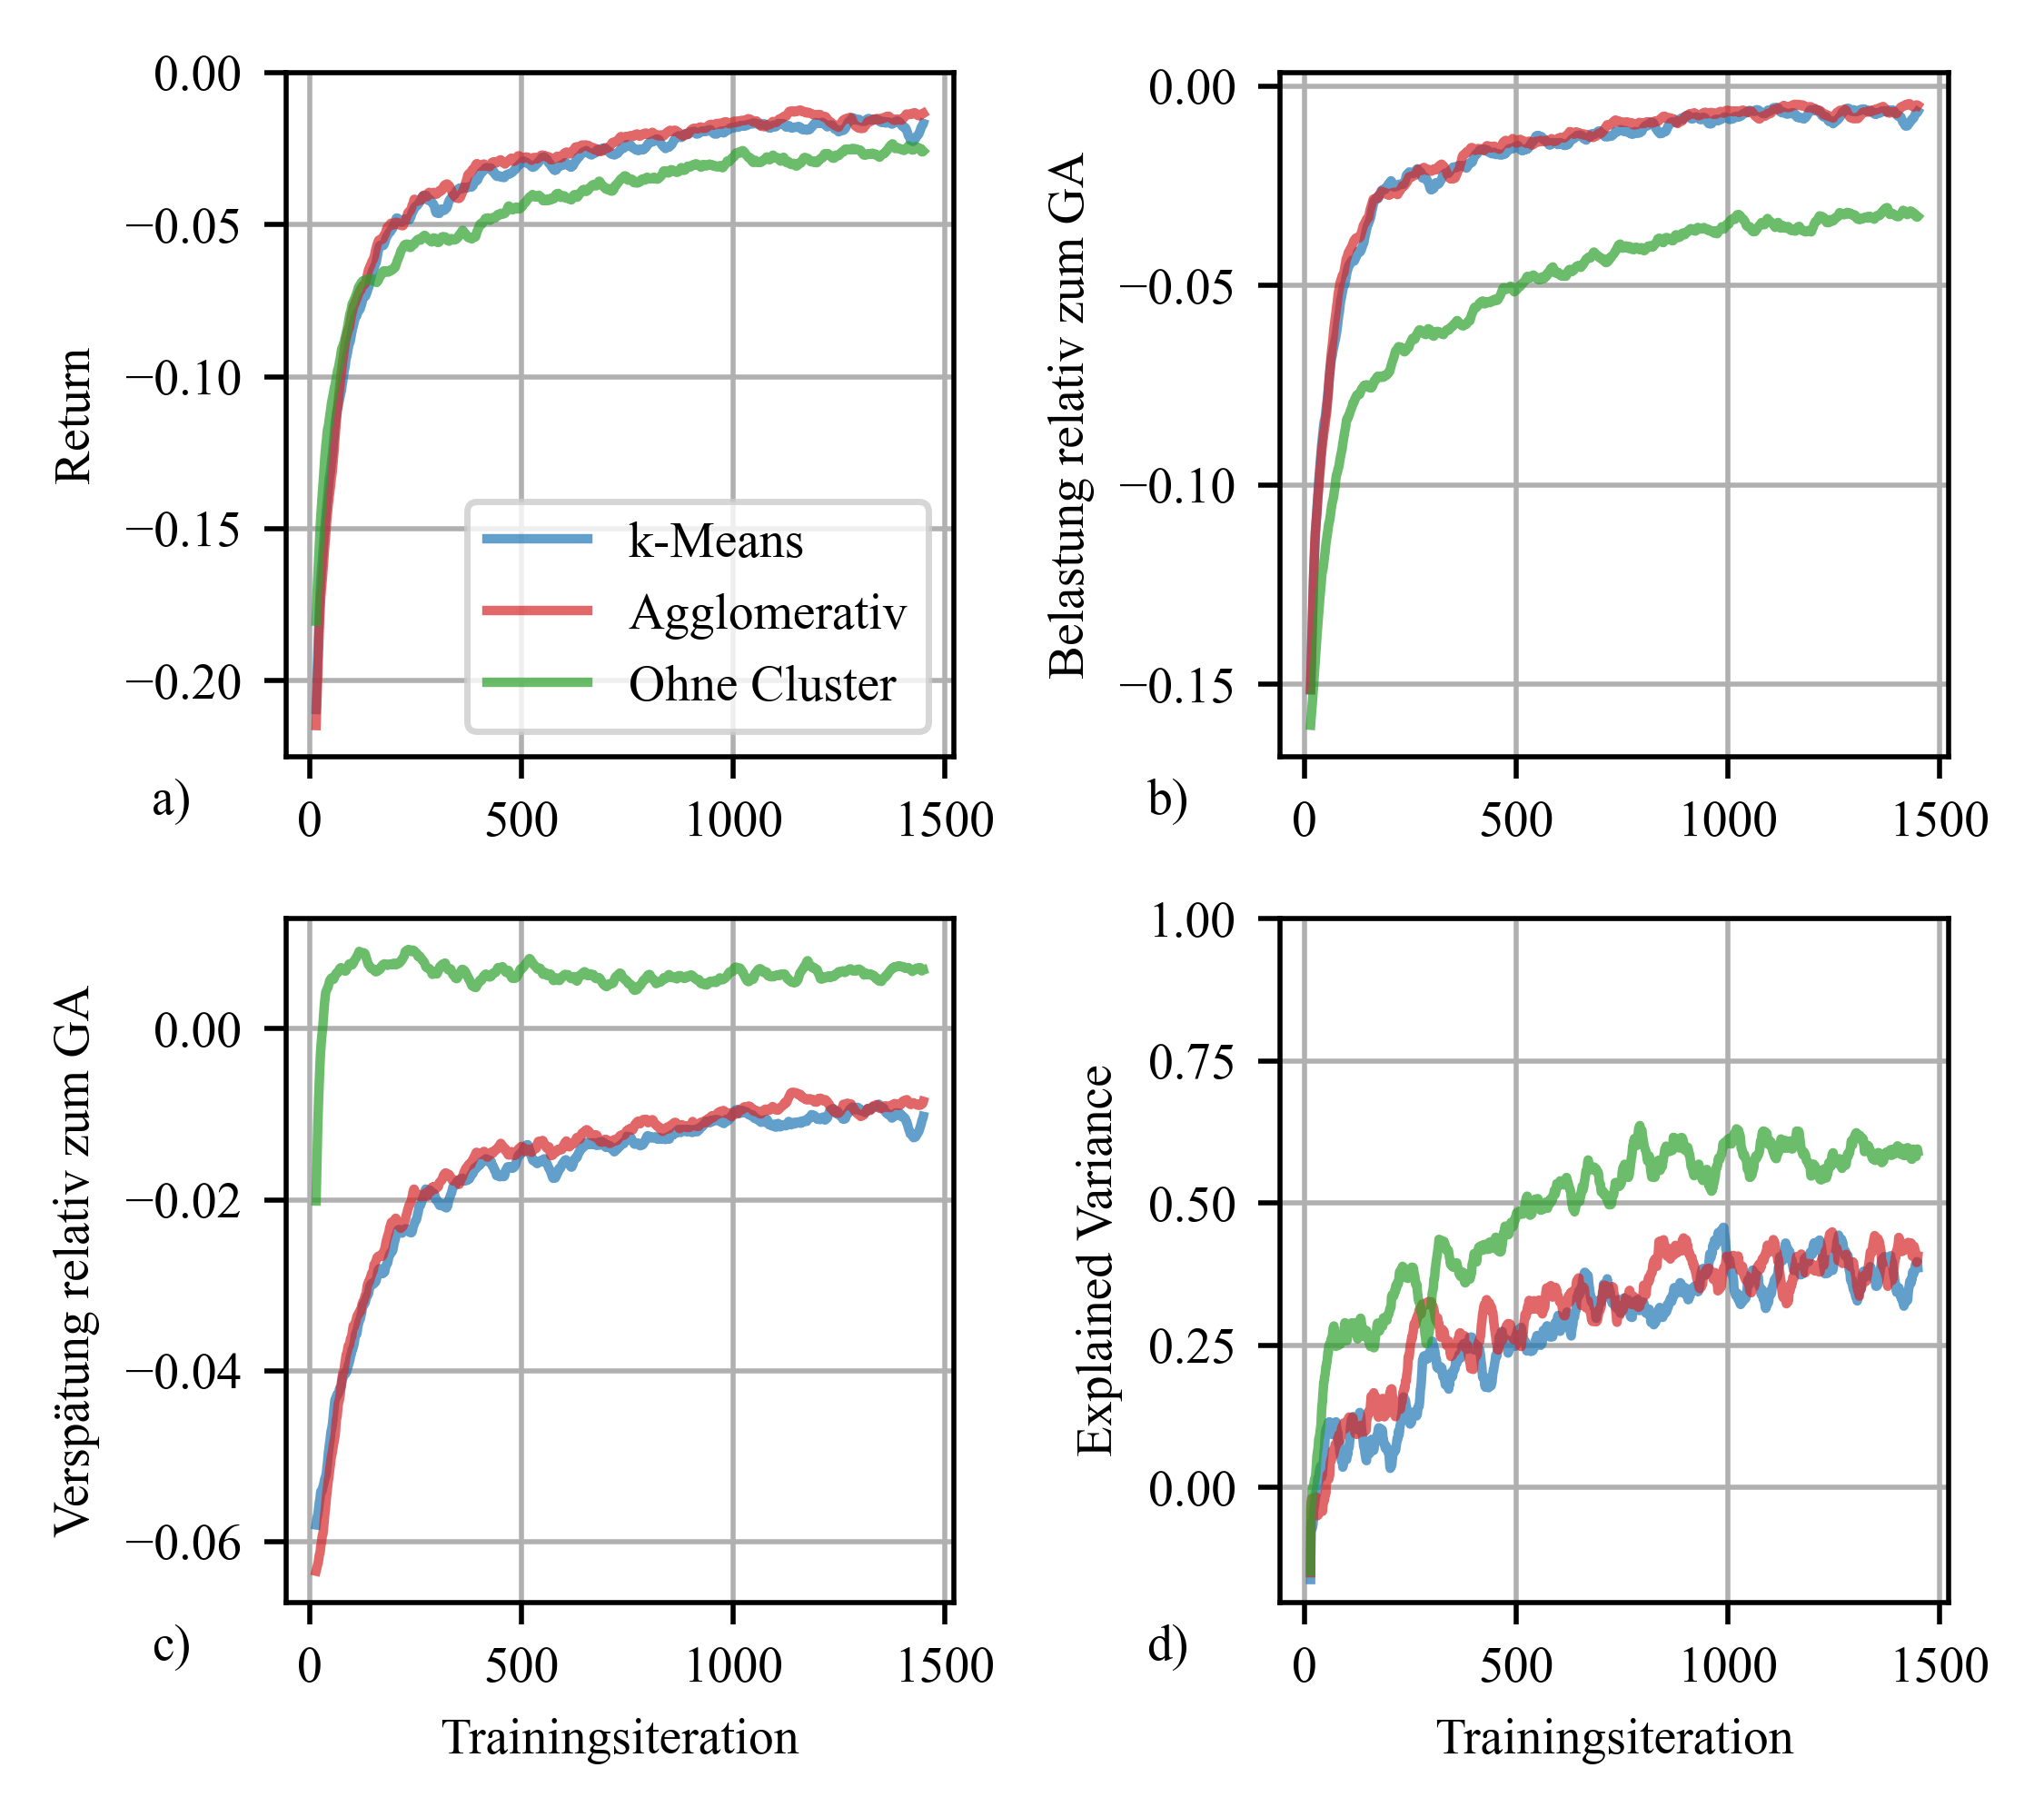 0.00
−0.05
−0.10
−0.15
−0.20
Return
k-Means
Agglomerativ
Ohne Cluster
a)
0
500
1000
1500
0.00
−0.05
−0.10
−0.15
Belastung relativ zum GA
b)
0
500
1000
1500
0.00
−0.02
−0.04
−0.06
Verspätung relativ zum GA
c)
0
500
1000
1500
Trainingsiteration
1.00
0.75
0.50
0.25
0.00
Explained Variance
d)
0
500
1000
1500
Trainingsiteration